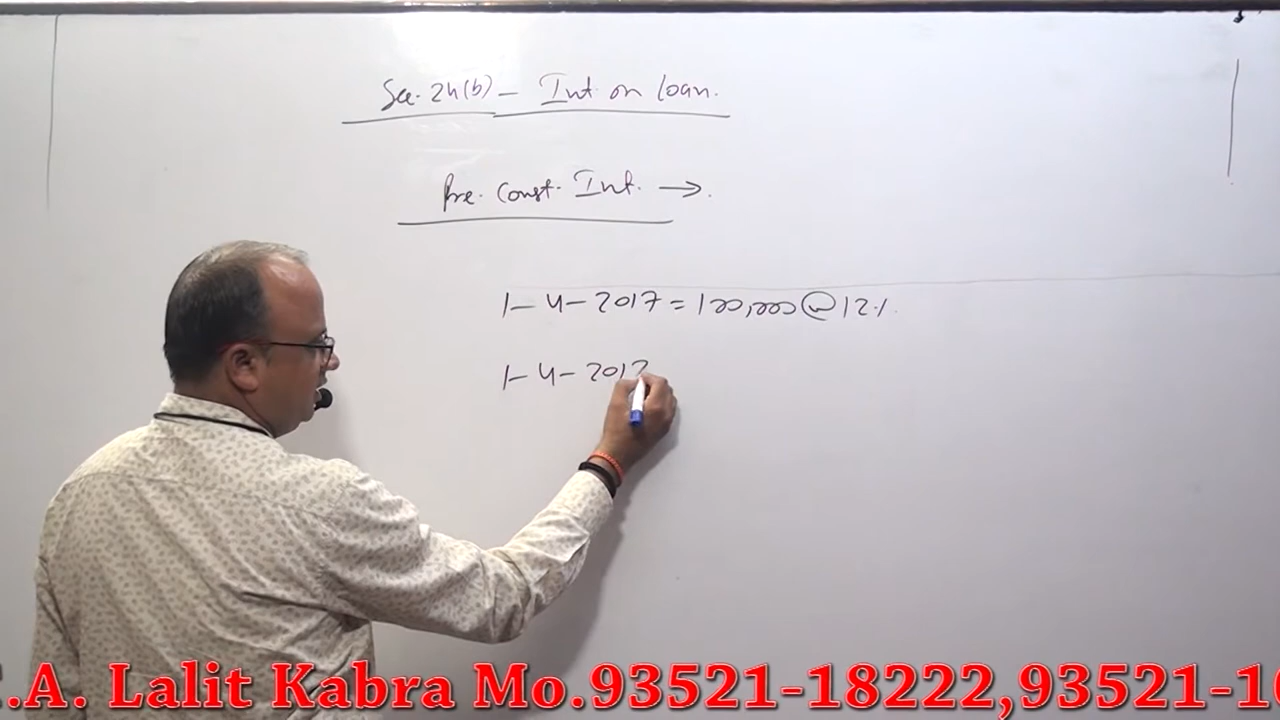 Sec. 24(b) - Int. on loan.
Pre. Const. Int. →.
1-4-2017 = 100,000 @ 12%.
1-4-201
.A. Lalit Kabra Mo.93521-18222,93521-1